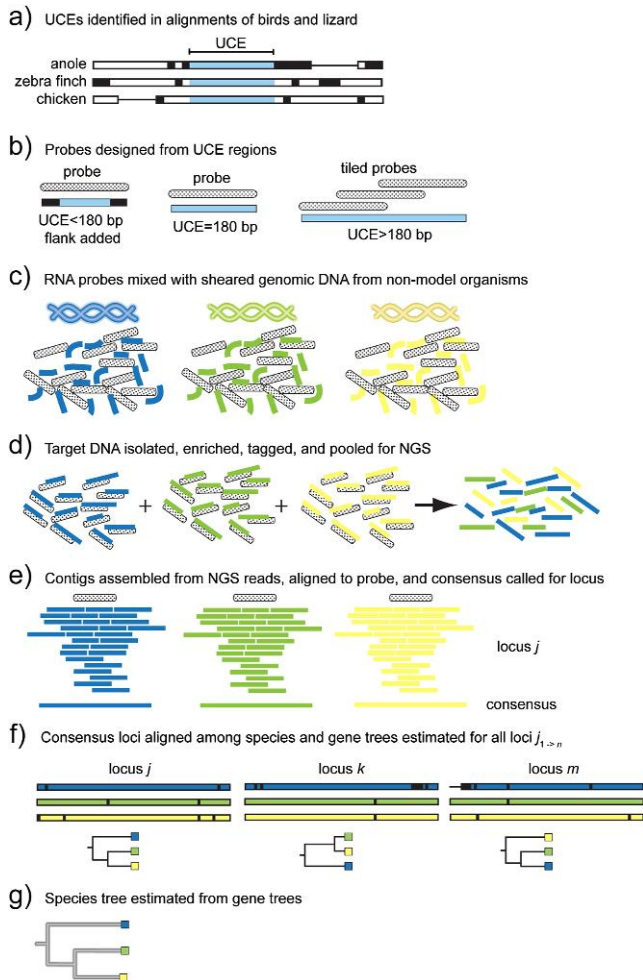 a) UCEs identified in alignments of birds and lizard
UCE
anole
zebra finch
chicken
b) Probes designed from UCE regions
probe
probe
tiled probes
UCE<180 bp
flank added
UCE=180 bp
UCE>180 bp
c) RNA probes mixed with sheared genomic DNA from non-model organisms
d) Target DNA isolated, enriched, tagged, and pooled for NGS
+
+
e) Contigs assembled from NGS reads, aligned to probe, and consensus called for locus
locus j
consensus
f) Consensus loci aligned among species and gene trees estimated for all loci j1->n
locus j
locus k
locus m
g) Species tree estimated from gene trees